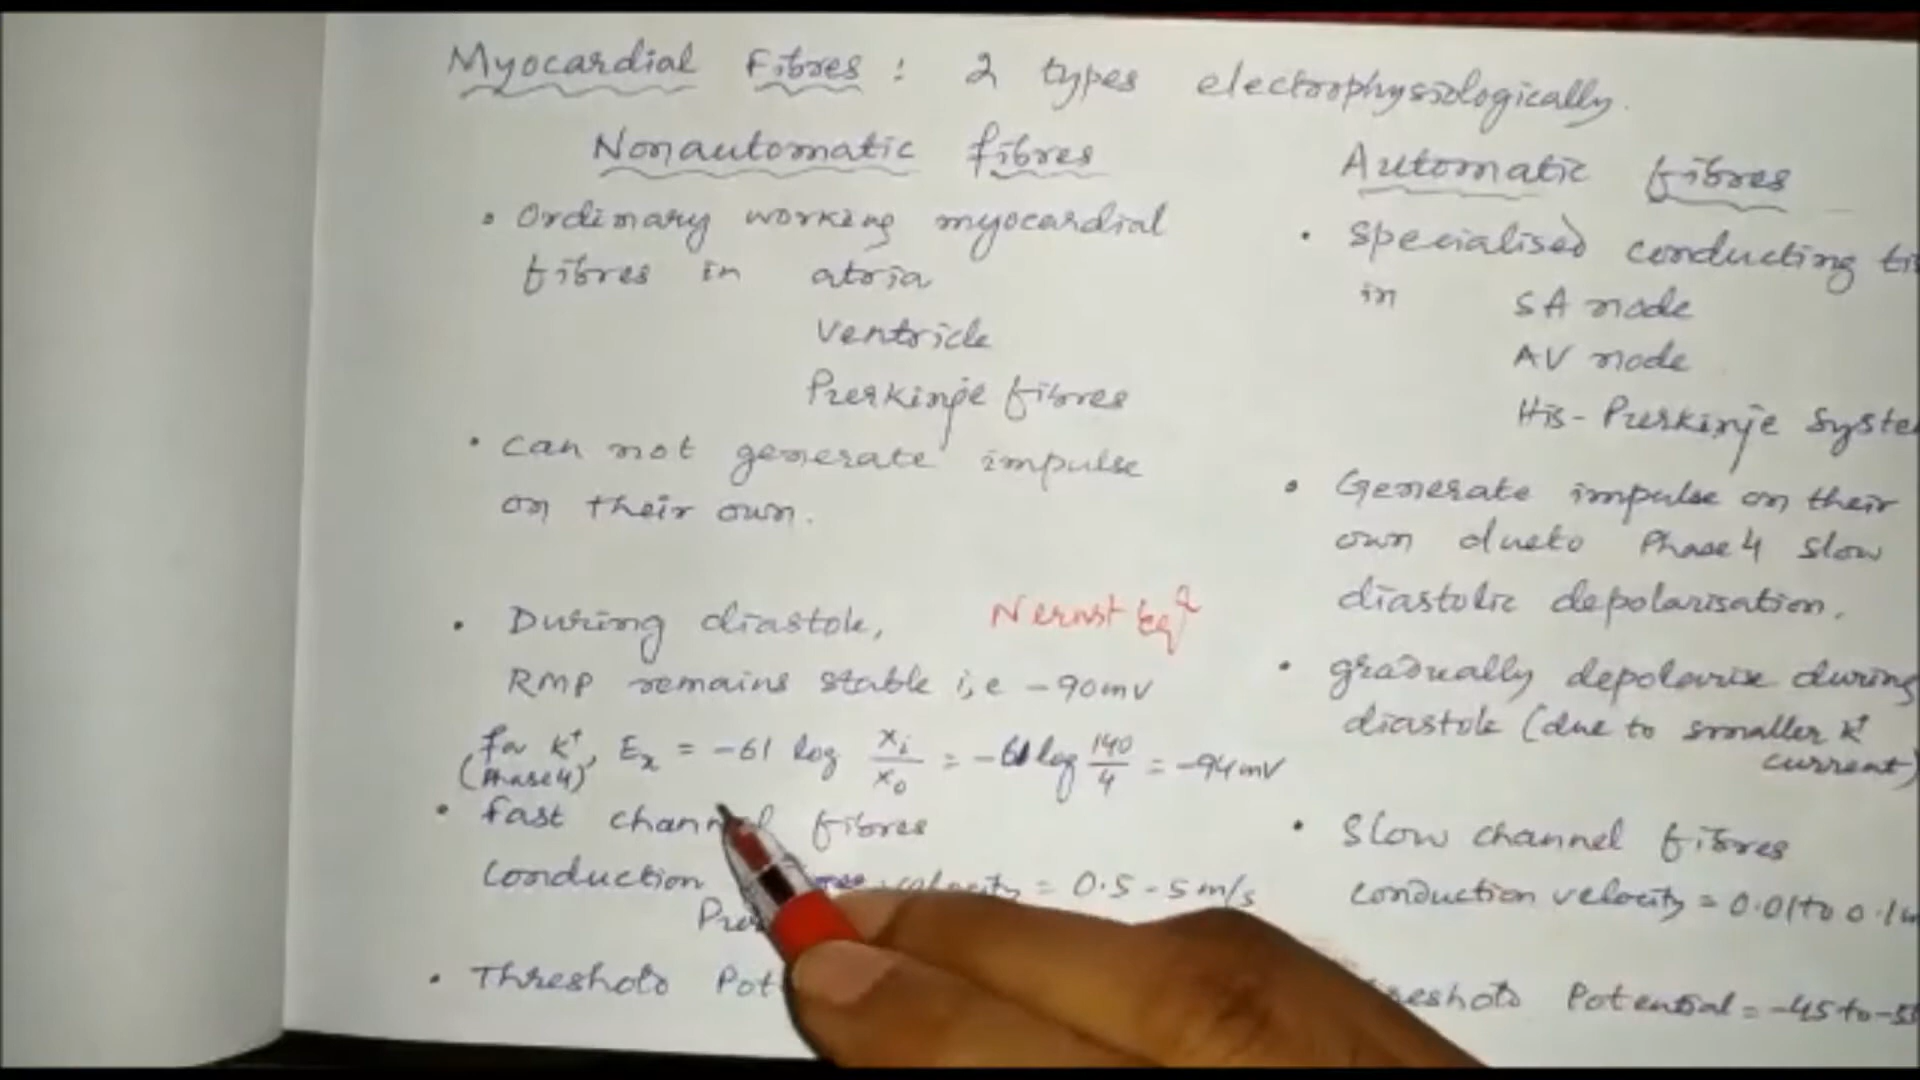 Myocardial Fibres : 2 types electrophysiologically.
Nonautomatic fibres
• Ordinary working myocardial
fibres in atria
Ventricle
Purkinje fibres
• can not generate impulse
on their own.
• During diastole, Nernst Eqn
RMP remains stable i,e -90mv
for K+, Ex = -61 log xi/xo = -61 log 140/4 = -94mV
(Phase 4)
• fast channel fibres
Conduction velocity = 0.5 - 5 m/s
• Threshold
Automatic fibres
• Specialised conducting
in SA node
AV node
His-Purkinje
• Generate impulse on their
own dueto Phase 4 slow
diastolic depolarisation.
• gradually depolarise during
diastole (due to smaller K+
current)
• Slow channel fibres
conduction velocity = 0.01 to 0.1
Potential = -45 to